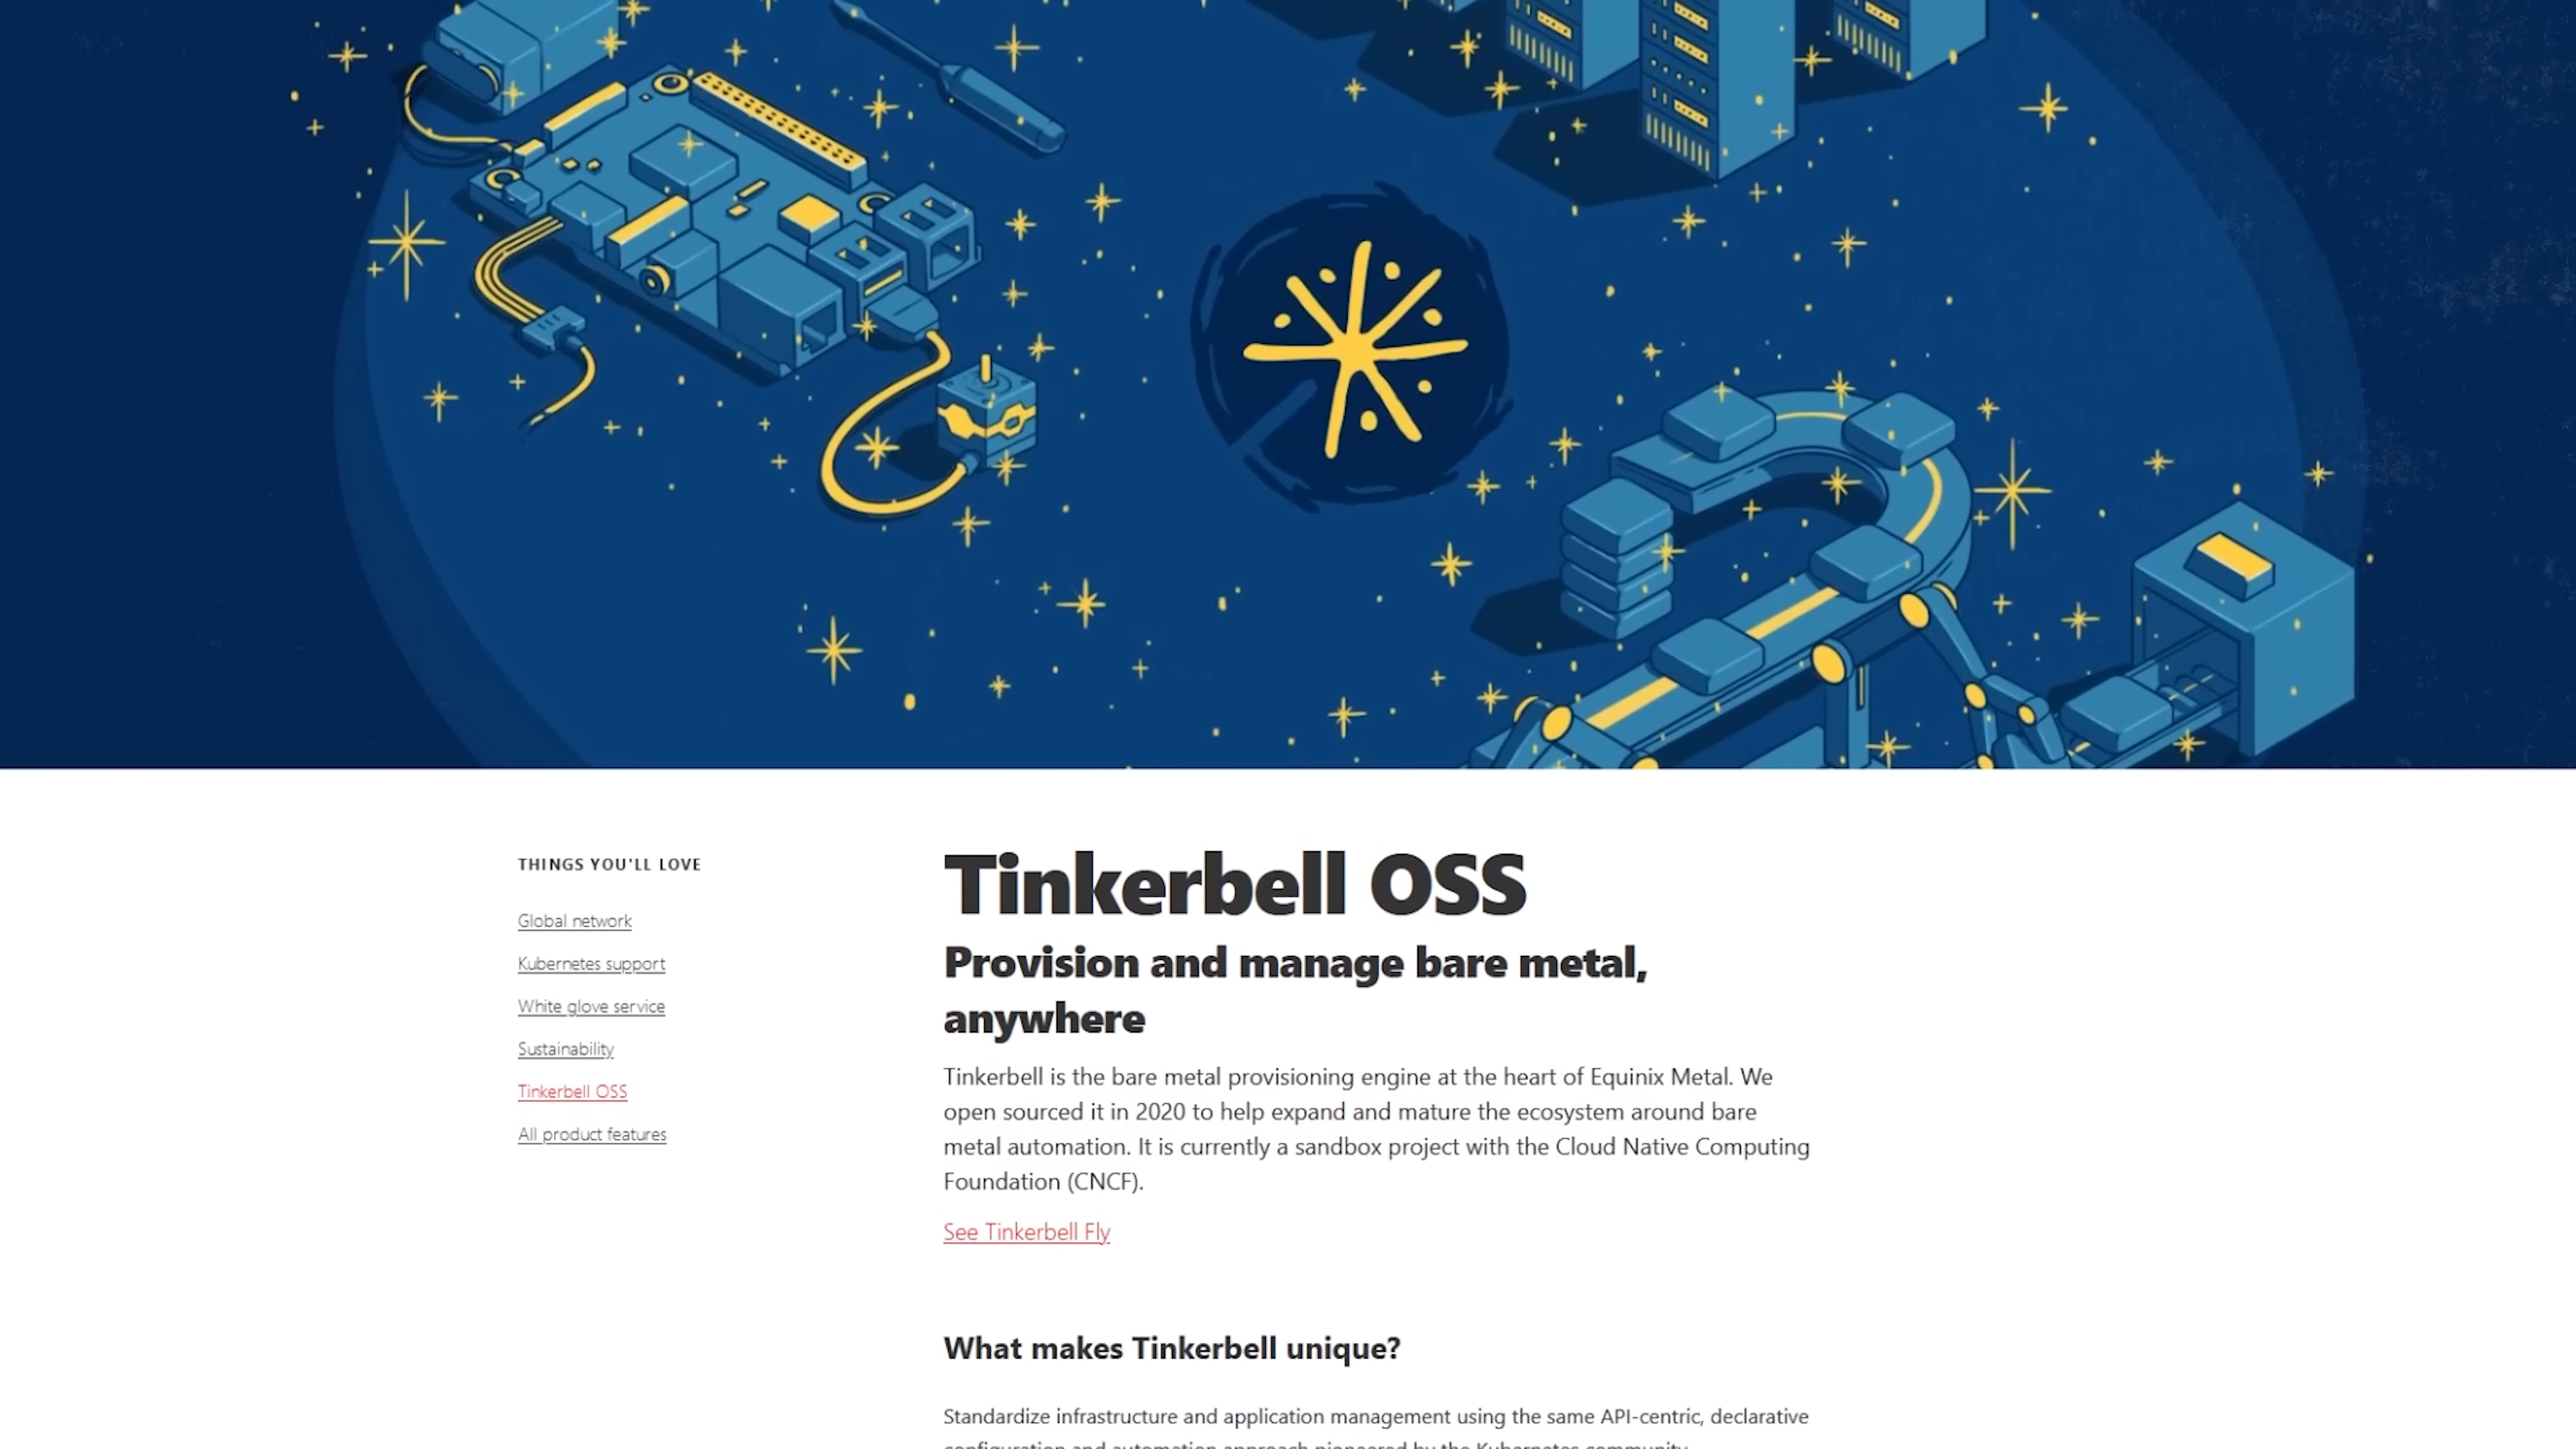 THINGS YOU'LL LOVE
Global network
Kubernetes support
White glove service
Sustainability
Tinkerbell OSS
All product features
Tinkerbell OSS
Provision and manage bare metal,
anywhere
Tinkerbell is the bare metal provisioning engine at the heart of Equinix Metal. We
open sourced it in 2020 to help expand and mature the ecosystem around bare
metal automation. It is currently a sandbox project with the Cloud Native Computing
Foundation (CNCF).
See Tinkerbell Fly
What makes Tinkerbell unique?
Standardize infrastructure and application management using the same API-centric, declarative
configuration and automation approach pioneered by the Kubernetes community.